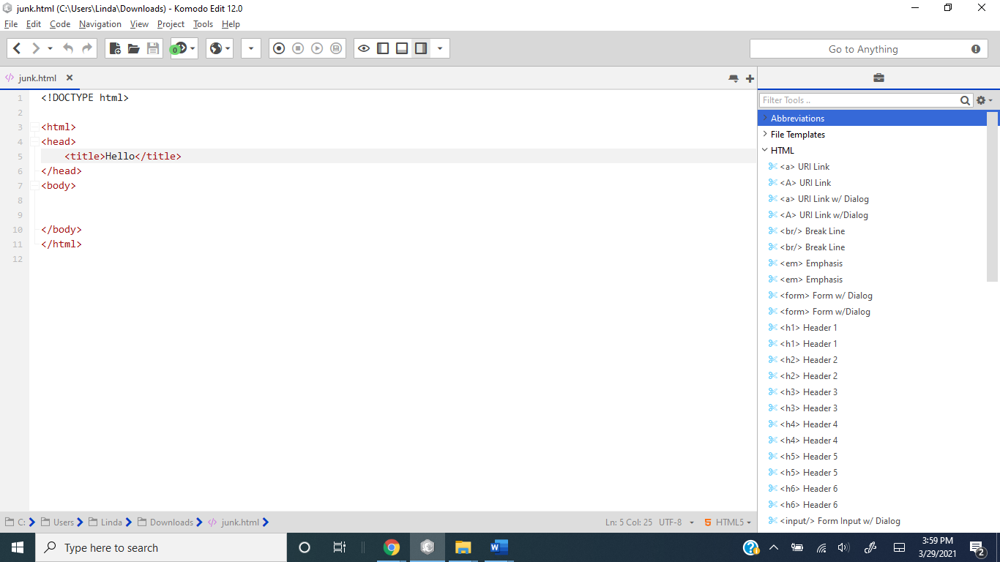 junk.html (C:\Users\Linda\Downloads) - Komodo Edit 12.0
File Edit Code Navigation View Project Tools Help
0
Go to Anything
junk.html
Filter Tools ..
1 <!DOCTYPE html>
2
3 <html>
4 <head>
5 <title>Hello</title>
6 </head>
7 <body>
8
9
10 </body>
11 </html>
12
Abbreviations
File Templates
HTML
<a> URI Link
<A> URI Link
<a> URI Link w/ Dialog
<A> URI Link w/Dialog
<br/> Break Line
<br/> Break Line
<em> Emphasis
<em> Emphasis
<form> Form w/ Dialog
<form> Form w/Dialog
<h1> Header 1
<h1> Header 1
<h2> Header 2
<h2> Header 2
<h3> Header 3
<h3> Header 3
<h4> Header 4
<h4> Header 4
<h5> Header 5
<h5> Header 5
<h6> Header 6
<h6> Header 6
<input/> Form Input w/ Dialog
C: Users Linda Downloads junk.html
Ln: 5 Col: 25 UTF-8 HTML5
Type here to search
3:59 PM
3/29/2021
2